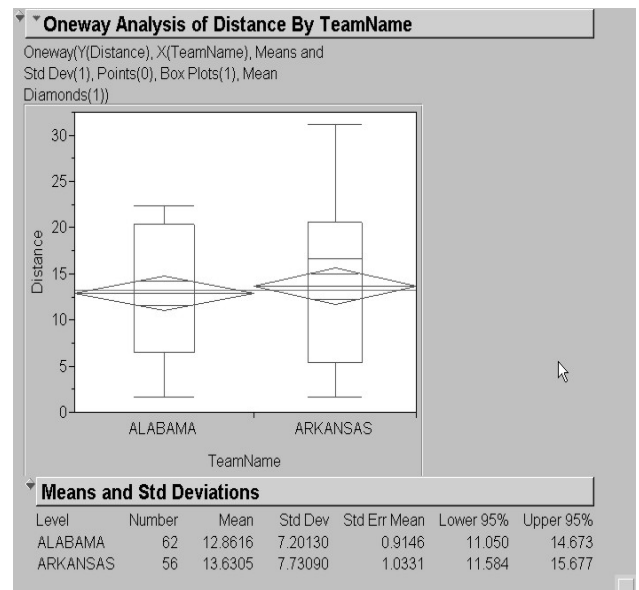 Oneway Analysis of Distance By TeamName
Oneway(Y(Distance), X(TeamName), Means and
Std Dev(1), Points(0), Box Plots(1), Mean
Diamonds(1))
30
25
20
15
10
5
0
Distance
ALABAMA ARKANSAS
TeamName
Means and Std Deviations
Level Number Mean Std Dev Std Err Mean Lower 95% Upper 95%
ALABAMA 62 12.8616 7.20130 0.9146 11.050 14.673
ARKANSAS 56 13.6305 7.73090 1.0331 11.584 15.677